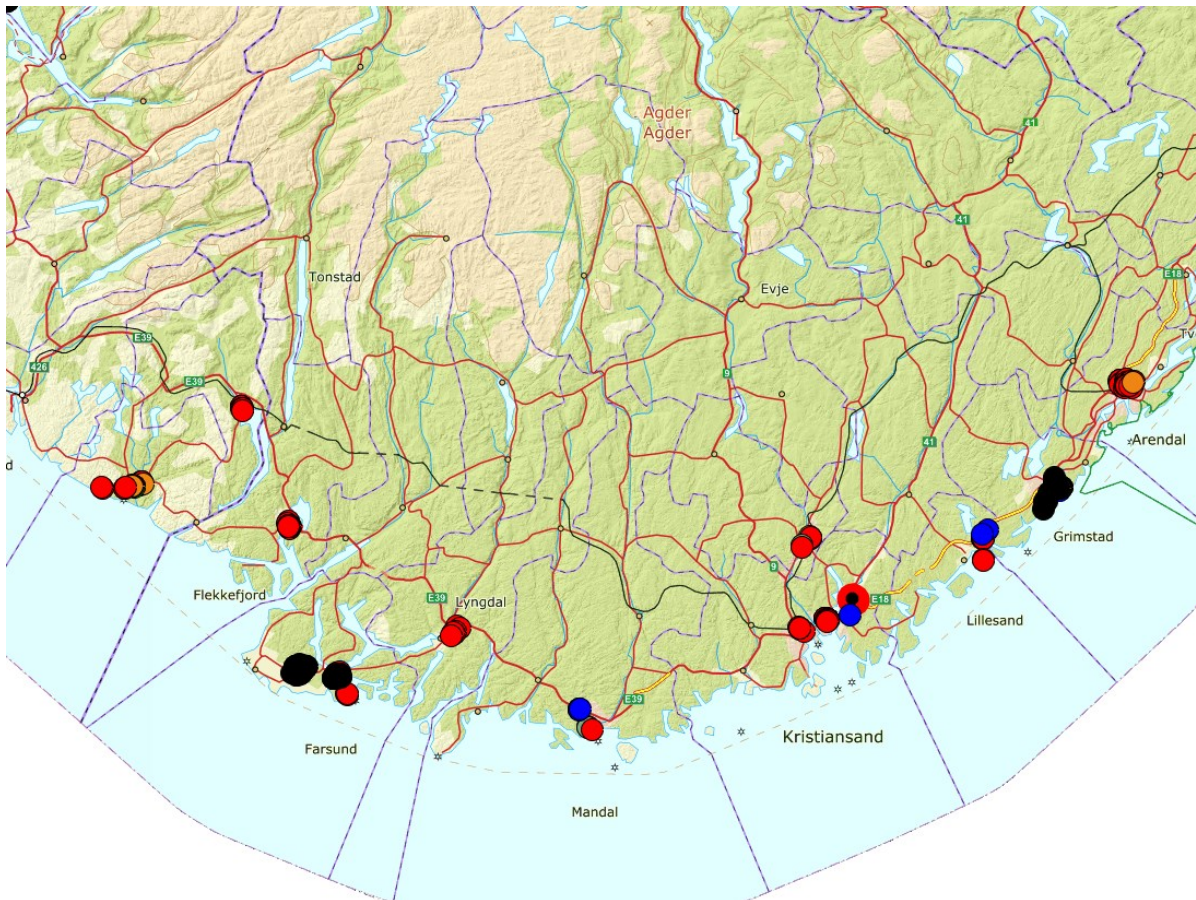 Agder
Agder
41
41
E18
Tonstad
Evje
Tv
E39
426
E39
9
41
Arendal
d
Grimstad
9
Flekkefjord
E39
Lyngdal
E18
Lillesand
E39
Farsund
Kristiansand
Mandal